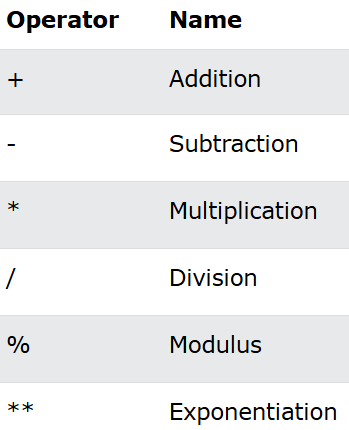 Operator Name
+ Addition
- Subtraction
* Multiplication
/ Division
% Modulus
** Exponentiation